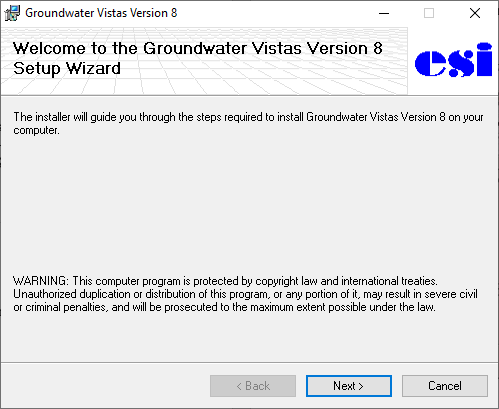 Groundwater Vistas Version 8
Welcome to the Groundwater Vistas Version 8
Setup Wizard
esi
The installer will guide you through the steps required to install Groundwater Vistas Version 8 on your
computer.
WARNING: This computer program is protected by copyright law and international treaties.
Unauthorized duplication or distribution of this program, or any portion of it, may result in severe civil
or criminal penalties, and will be prosecuted to the maximum extent possible under the law.
< Back
Next >
Cancel